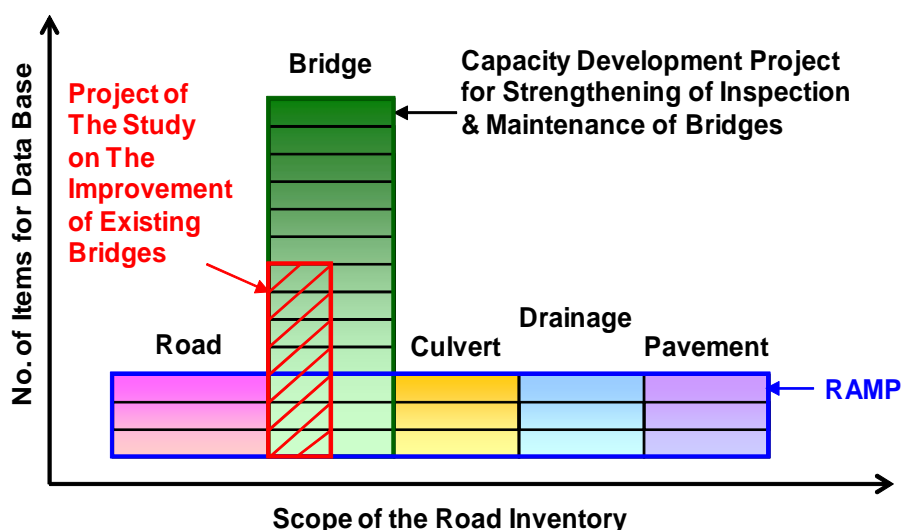 No. of Items for Data Base
Bridge
Capacity Development Project
for Strengthening of Inspection
& Maintenance of Bridges
Project of
The Study
on The
Improvement
of Existing
Bridges
Road
Culvert
Drainage
Pavement
RAMP
Scope of the Road Inventory